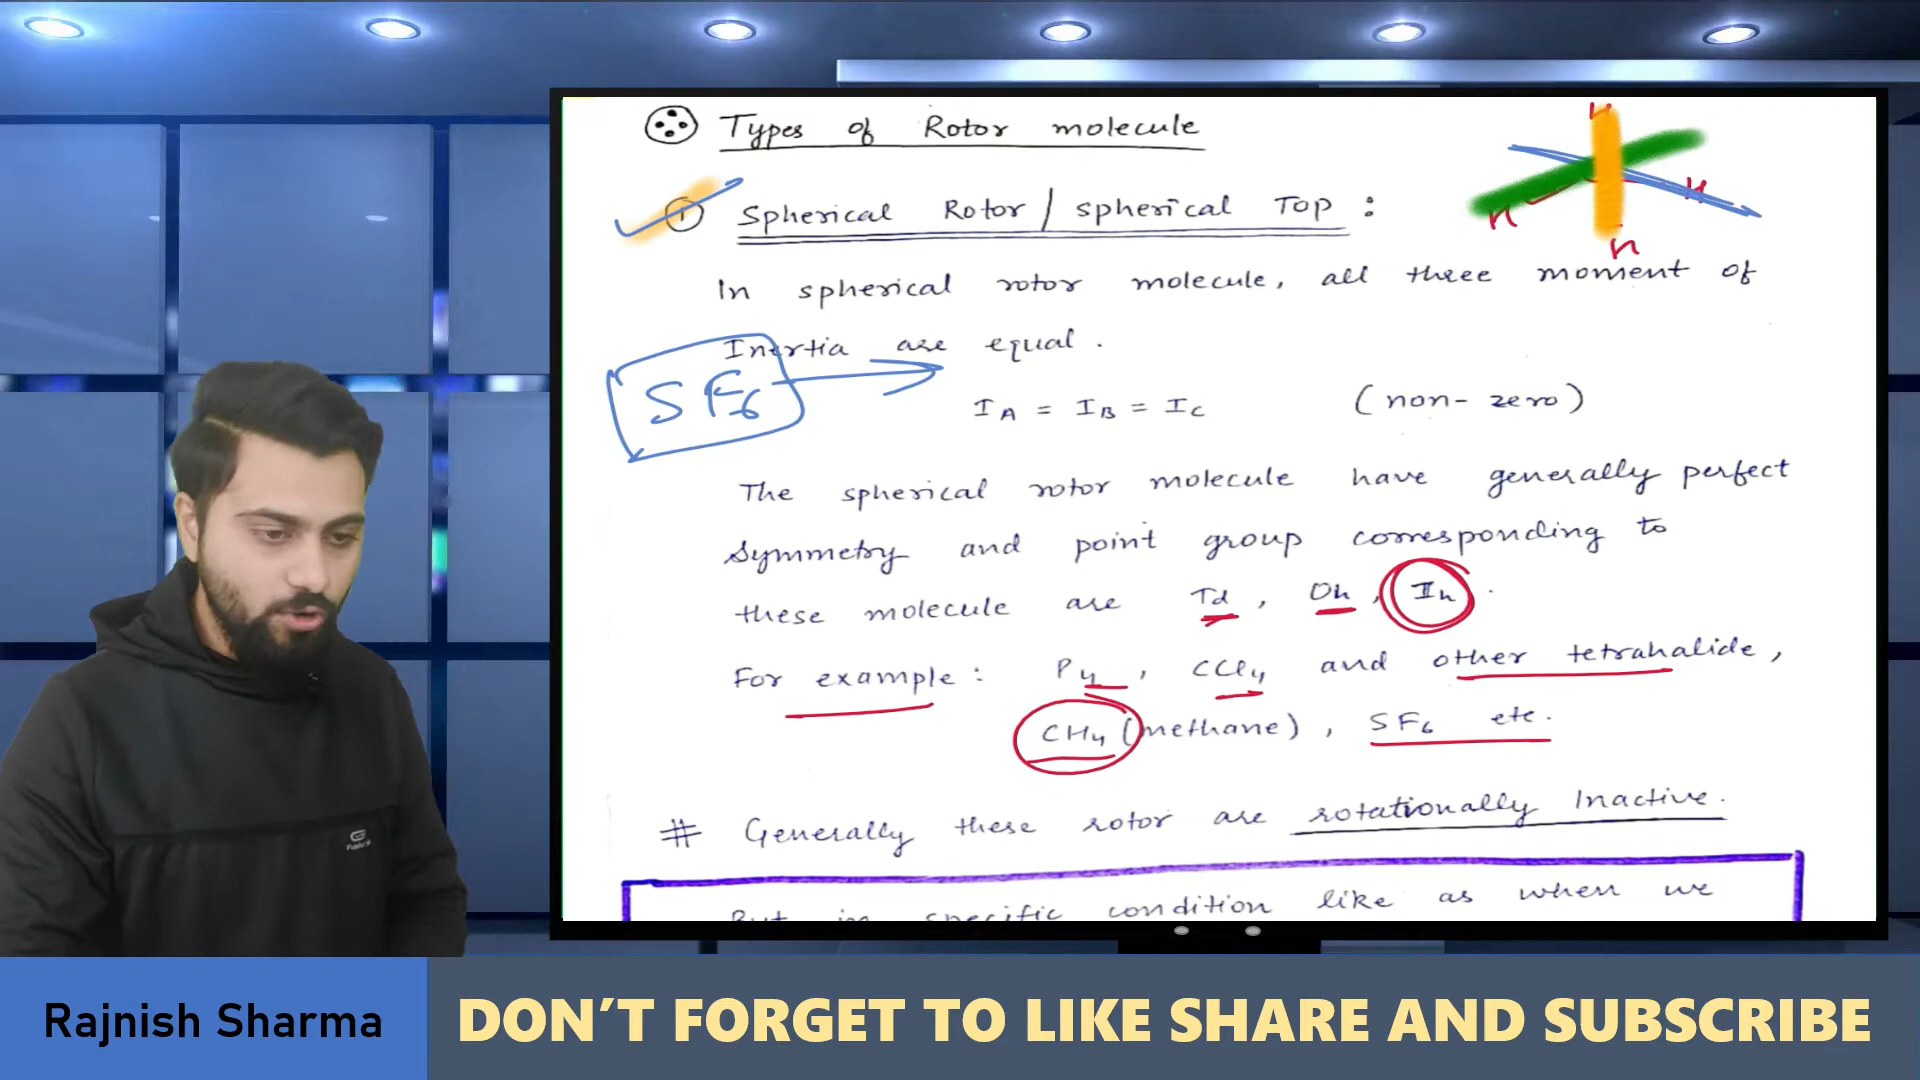 Types of Rotor molecule
① Spherical Rotor / spherical Top :
H
H
H
H
In spherical rotor molecule, all three moment of
Inertia are equal .
SF6
IA = IB = IC (non-zero)
The spherical rotor molecule have generally perfect
Symmetry and point group corresponding to
these molecule are Td , Oh , Ih .
For example : P4 , CCl4 and other tetrahalide ,
CH4 (methane) , SF6 etc.
# Generally these rotor are rotationally Inactive.
But in specific condition like as when we
Rajnish Sharma
DON'T FORGET TO LIKE SHARE AND SUBSCRIBE